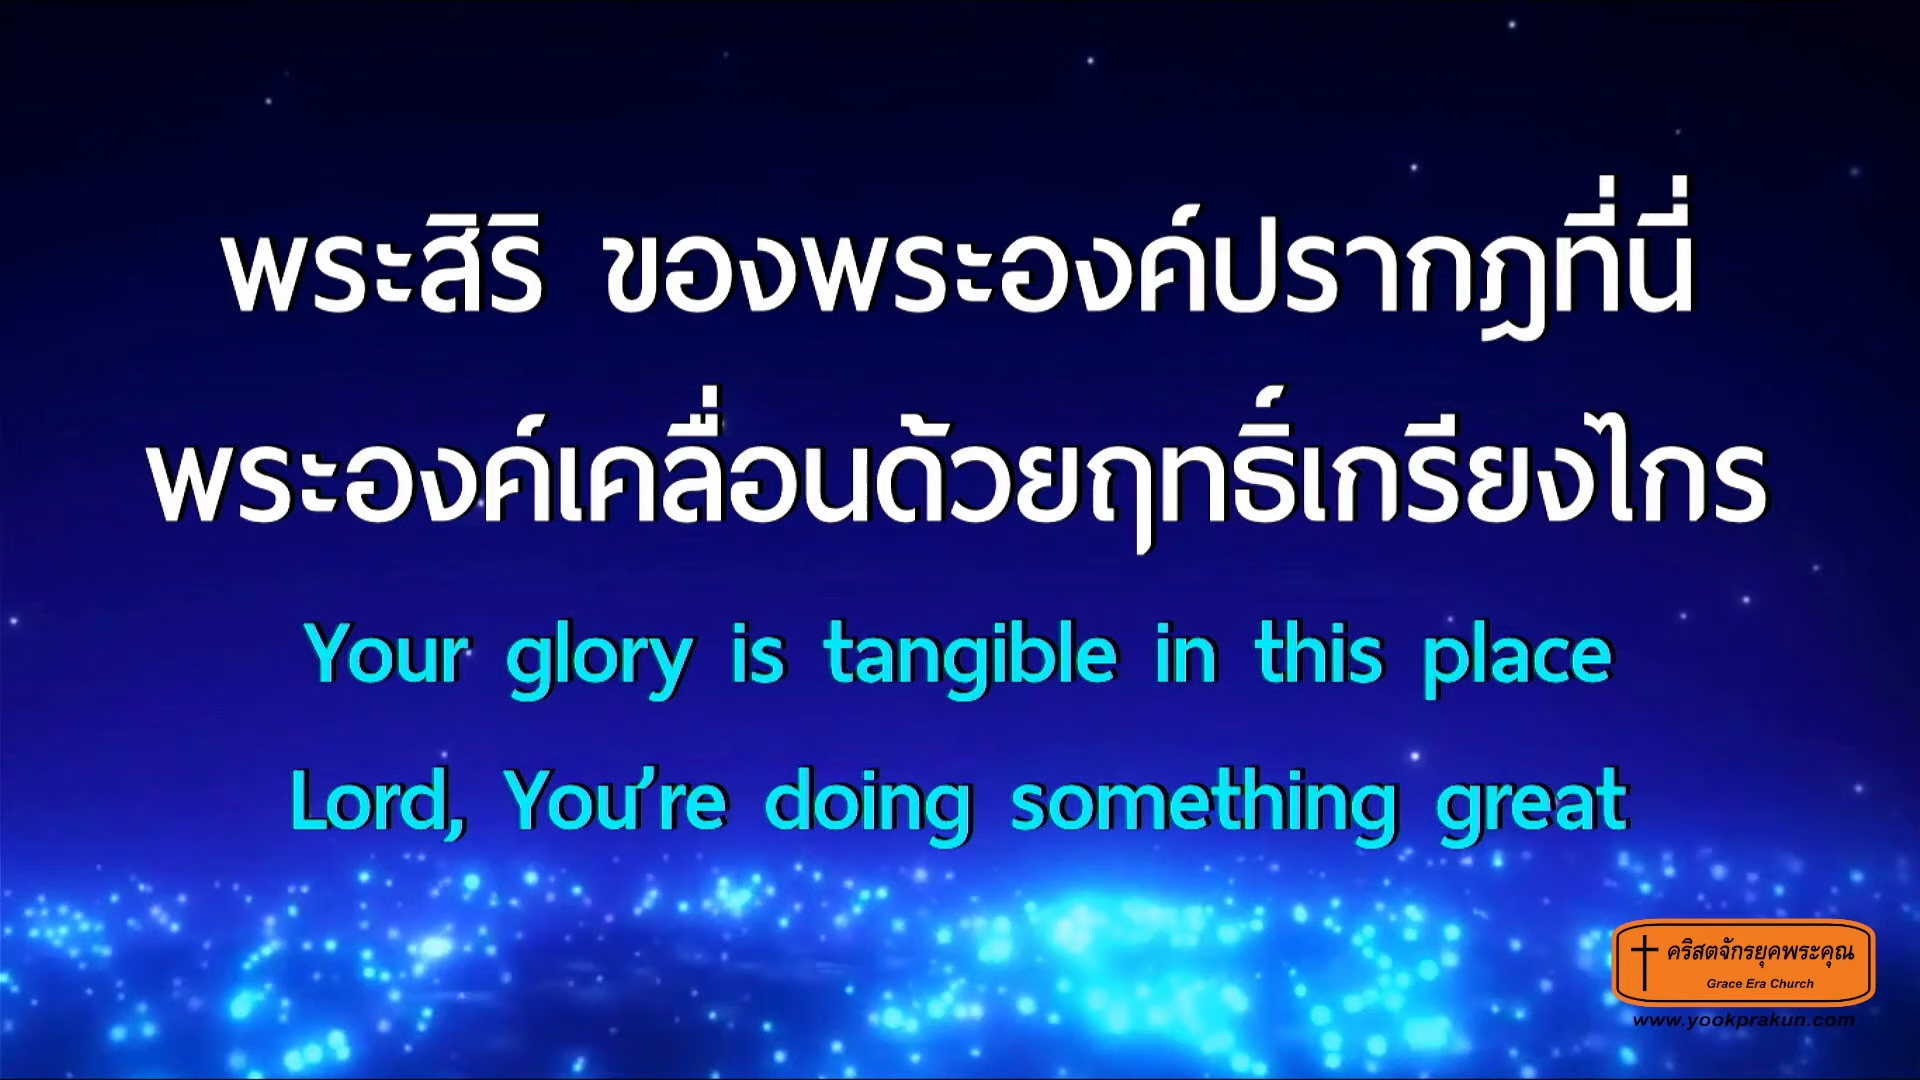 พระสิริ ของพระองค์ปรากฏที่นี่
พระองค์เคลื่อนด้วยฤทธิ์เกรียงไกร
Your glory is tangible in this place
Lord, You’re doing something great
คริสตจักรยุคพระคุณ
Grace Era Church
www.yookprakun.com